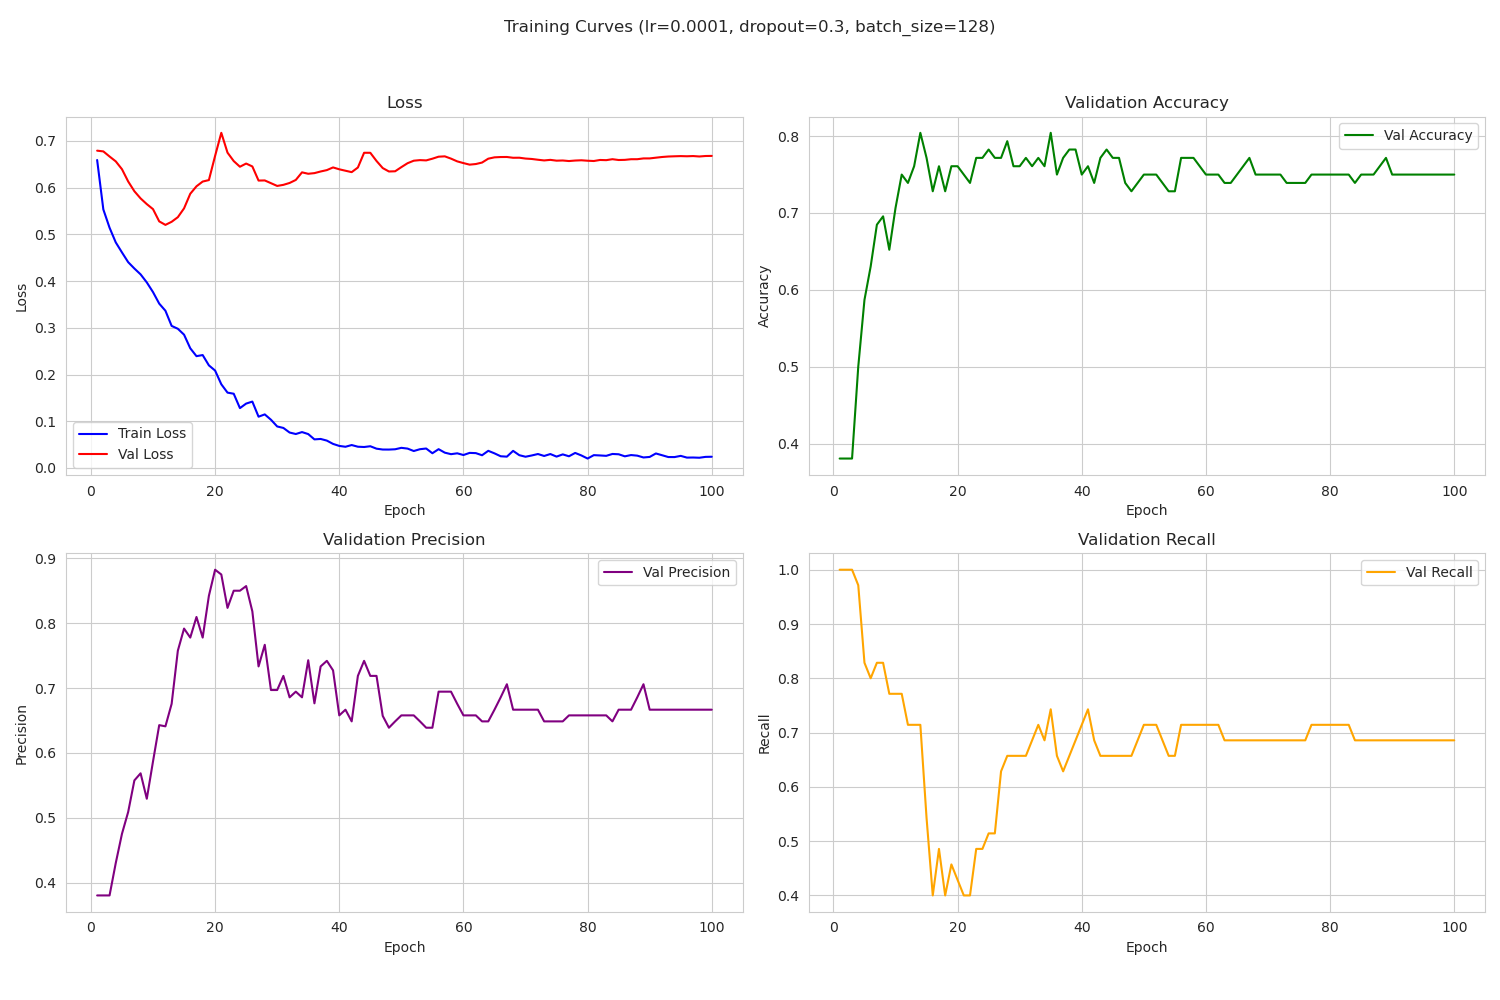 Training Curves (lr=0.0001, dropout=0.3, batch_size=128)
Loss
0.7
0.6
0.5
0.4
0.3
0.2
0.1
0.0
Loss
Train Loss
Val Loss
0 20 40 60 80 100
Epoch
Validation Accuracy
0.8
0.7
0.6
0.5
0.4
Accuracy
Val Accuracy
0 20 40 60 80 100
Epoch
Validation Precision
0.9
0.8
0.7
0.6
0.5
0.4
Precision
Val Precision
0 20 40 60 80 100
Epoch
Validation Recall
1.0
0.9
0.8
0.7
0.6
0.5
0.4
Recall
Val Recall
0 20 40 60 80 100
Epoch